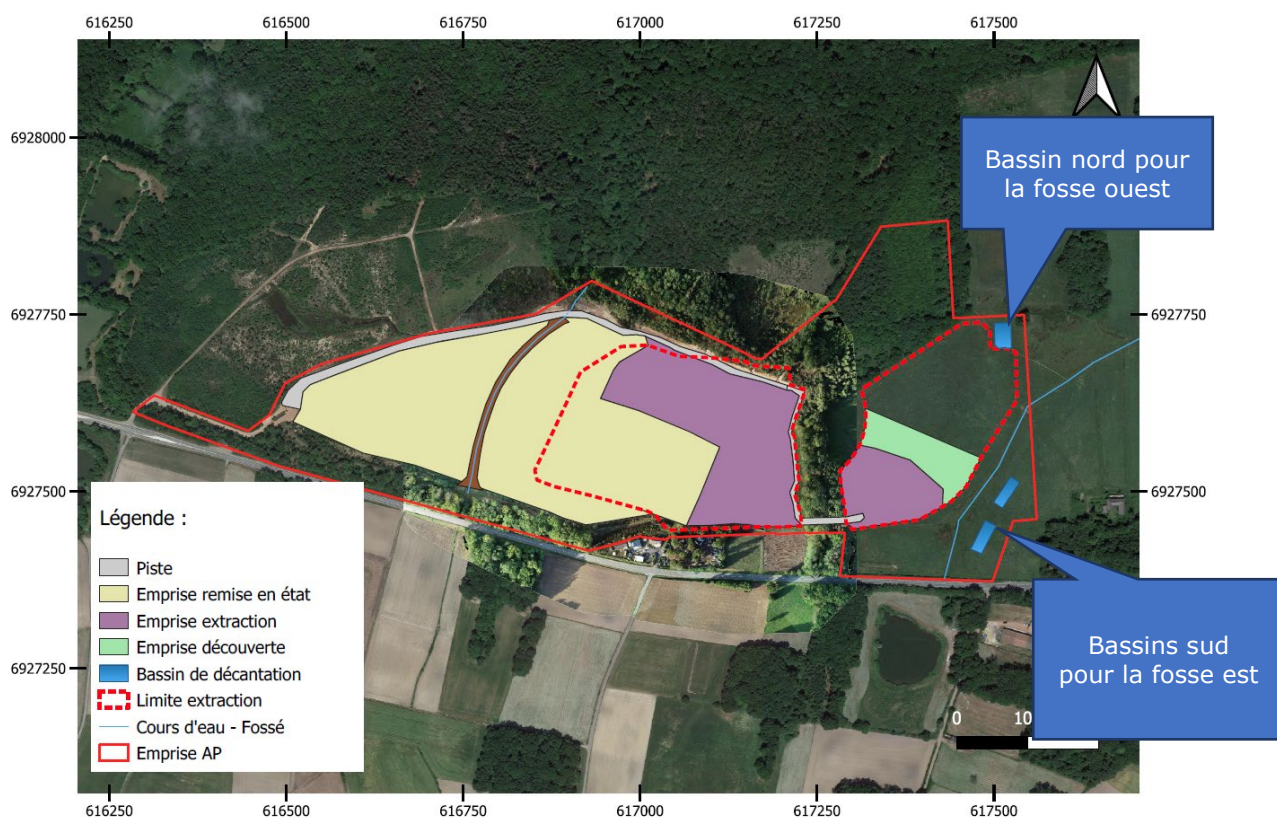 616250 616500 616750 617000 617250 617500
6928000
Bassin nord pour
la fosse ouest
6927750
6927750
6927500
6927500
Légende :
Piste
Emprise remise en état
Emprise extraction
Emprise découverte
Bassin de décantation
Limite extraction
Cours d'eau - Fossé
Emprise AP
6927250
Bassins sud
pour la fosse est
0 10
616250 616500 616750 617000 617250 617500